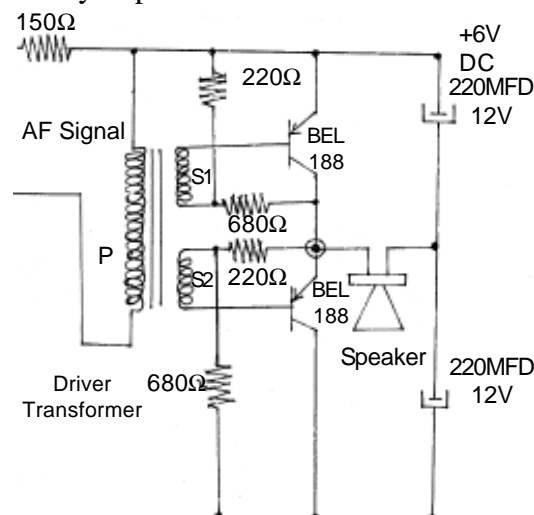 150Ω
+6V
DC
220Ω
220MFD
12V
AF Signal
BEL
188
S1
680Ω
P
S2
220Ω
BEL
188
Speaker
220MFD
12V
Driver
Transformer
680Ω